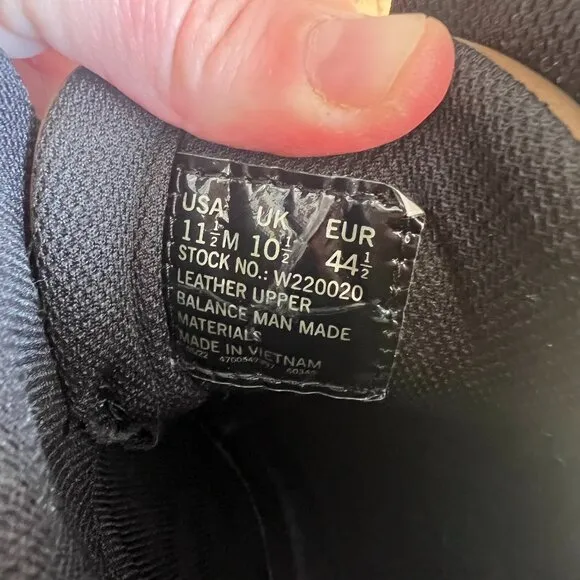 USA UK EUR
11½M 10½ 44½
STOCK NO.: W220020
LEATHER UPPER
BALANCE MAN MADE
MATERIALS
MADE IN VIETNAM